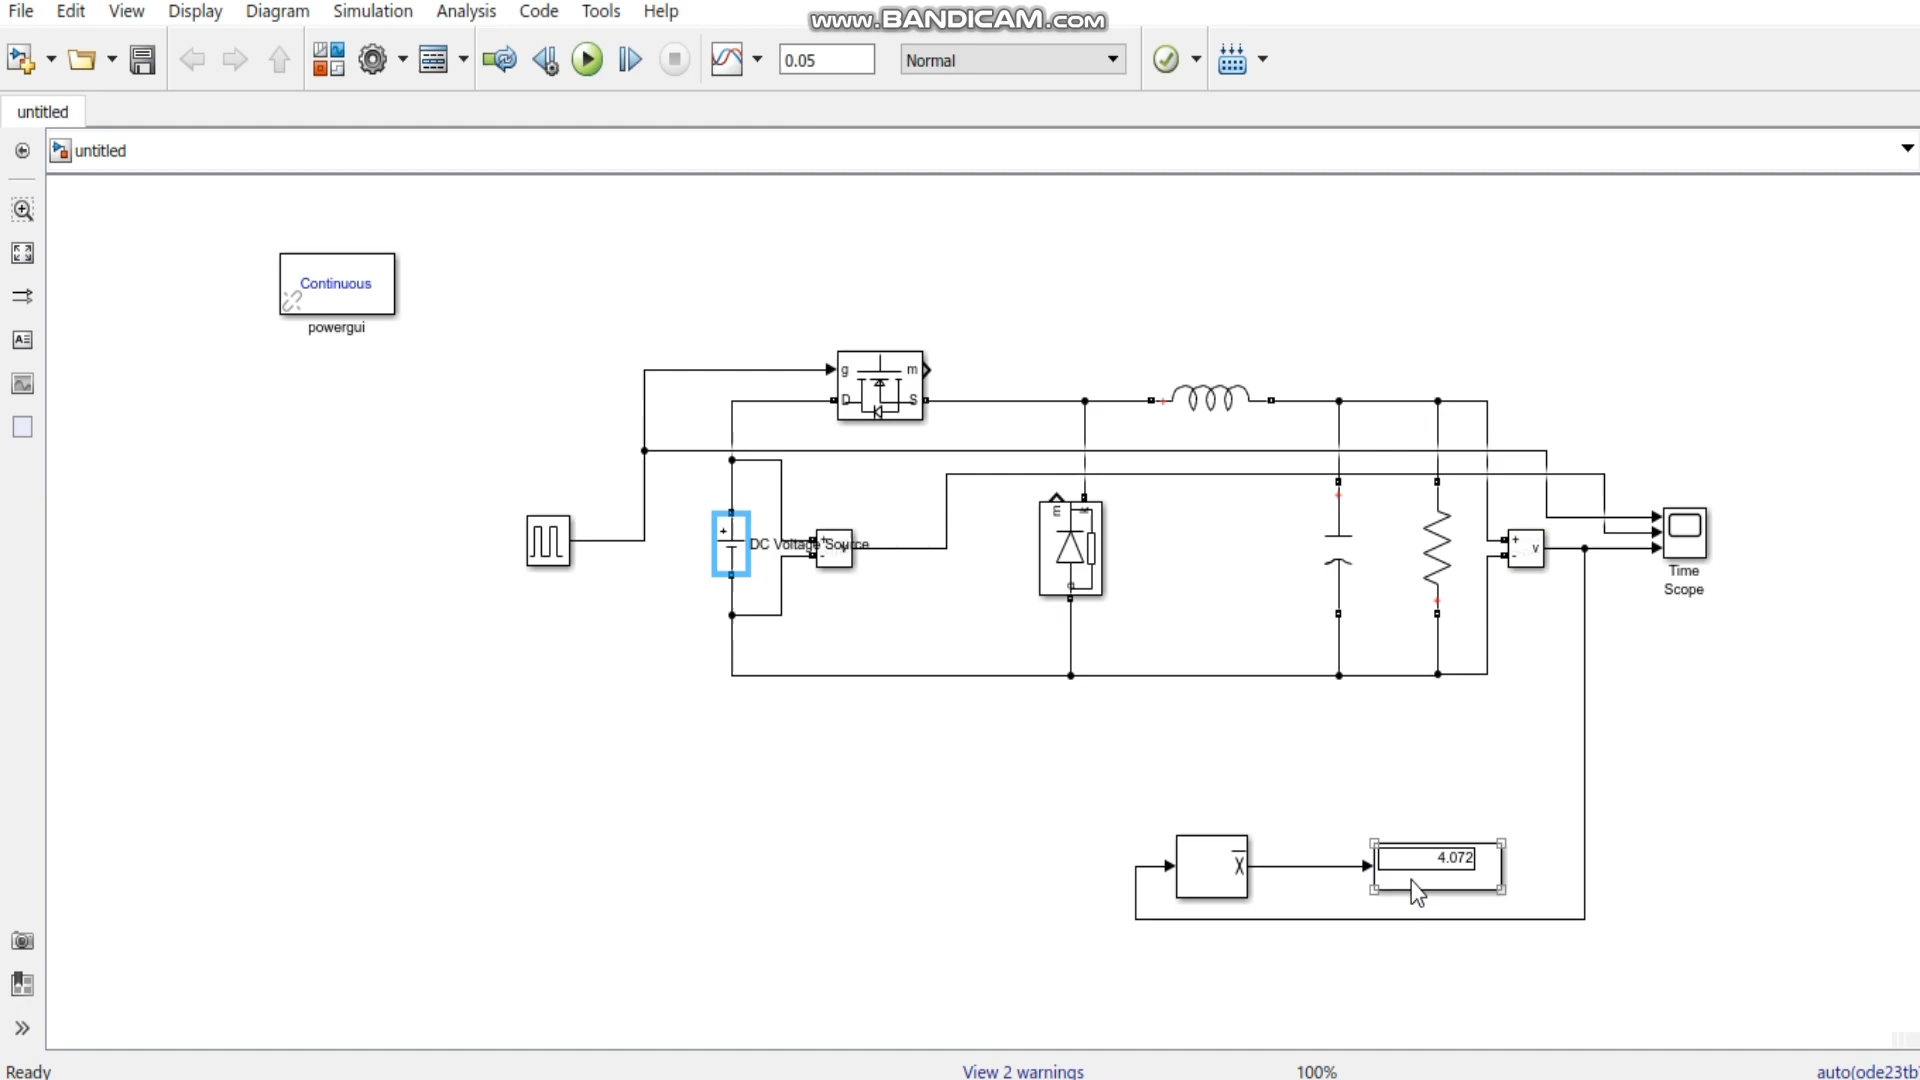 File Edit View Display Diagram Simulation Analysis Code Tools Help
www.BANDICAM.com
0.05
Normal
untitled
untitled
Continuous
powergui
g m
D S
+
DC Voltage Source
+
-
m
+
-
v
Time
Scope
X
4.072
Ready
View 2 warnings
100%
auto(ode23tb